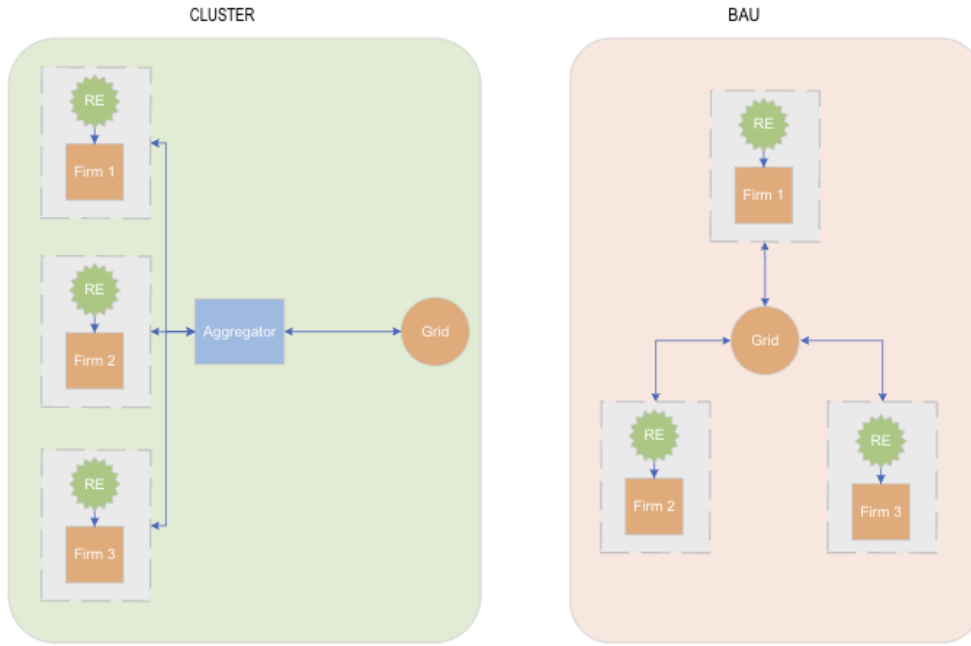 CLUSTER
RE
Firm 1
RE
Firm 2
RE
Firm 3
Aggregator
Grid
BAU
RE
Firm 1
Grid
RE
Firm 2
RE
Firm 3